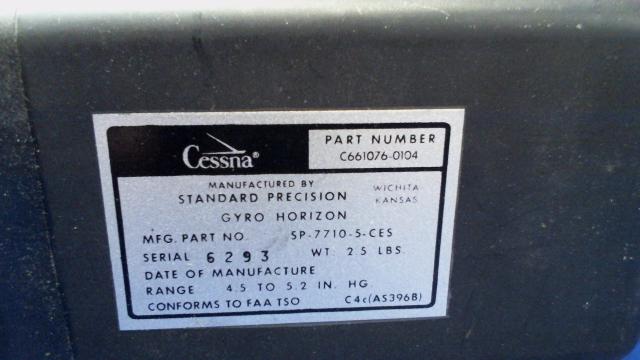 Cessna®
PART NUMBER
C661076-0104
MANUFACTURED BY
STANDARD PRECISION
WICHITA
KANSAS
GYRO HORIZON
MFG. PART NO. SP-7710-5-CES
SERIAL 6293 WT. 2.5 LBS.
DATE OF MANUFACTURE
RANGE 4.5 TO 5.2 IN. HG
CONFORMS TO FAA TSO C4c(AS396B)